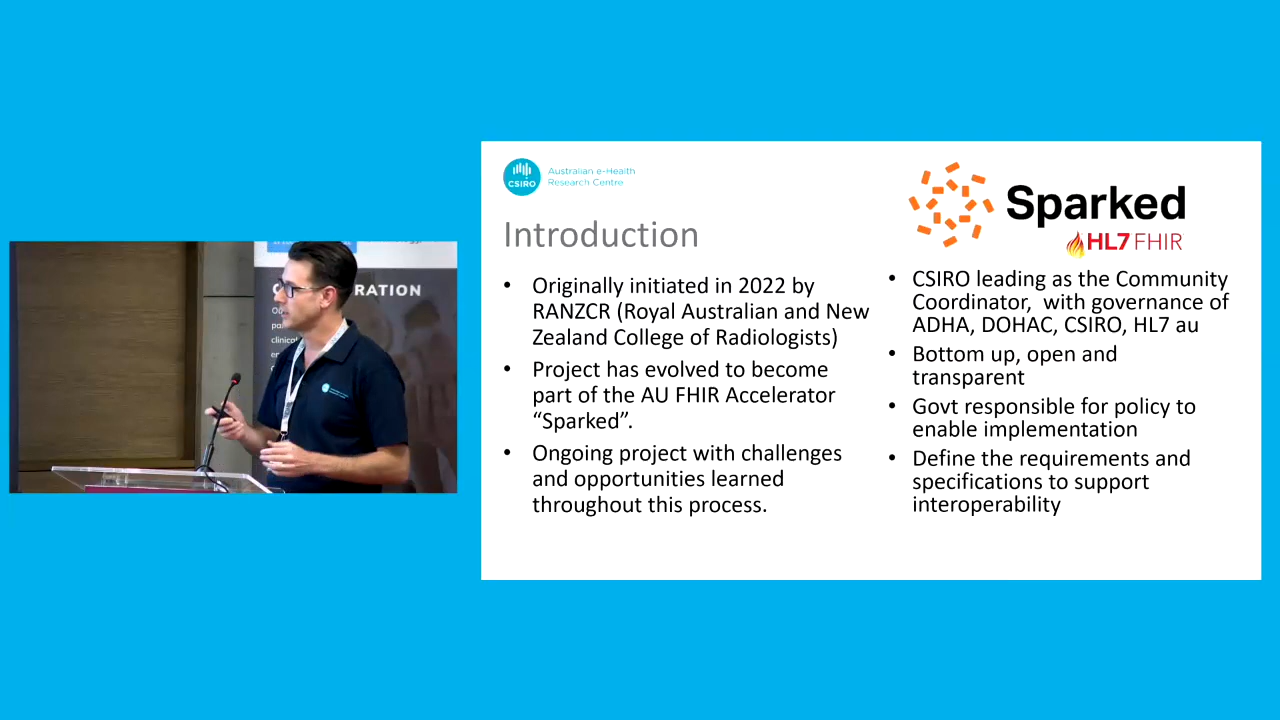 RATION
CSIRO
Australian e-Health
Research Centre
Introduction
• Originally initiated in 2022 by
RANZCR (Royal Australian and New
Zealand College of Radiologists)
• Project has evolved to become
part of the AU FHIR Accelerator
“Sparked”.
• Ongoing project with challenges
and opportunities learned
throughout this process.
Sparked
HL7 FHIR
• CSIRO leading as the Community
Coordinator, with governance of
ADHA, DOHAC, CSIRO, HL7 au
• Bottom up, open and
transparent
• Govt responsible for policy to
enable implementation
• Define the requirements and
specifications to support
interoperability